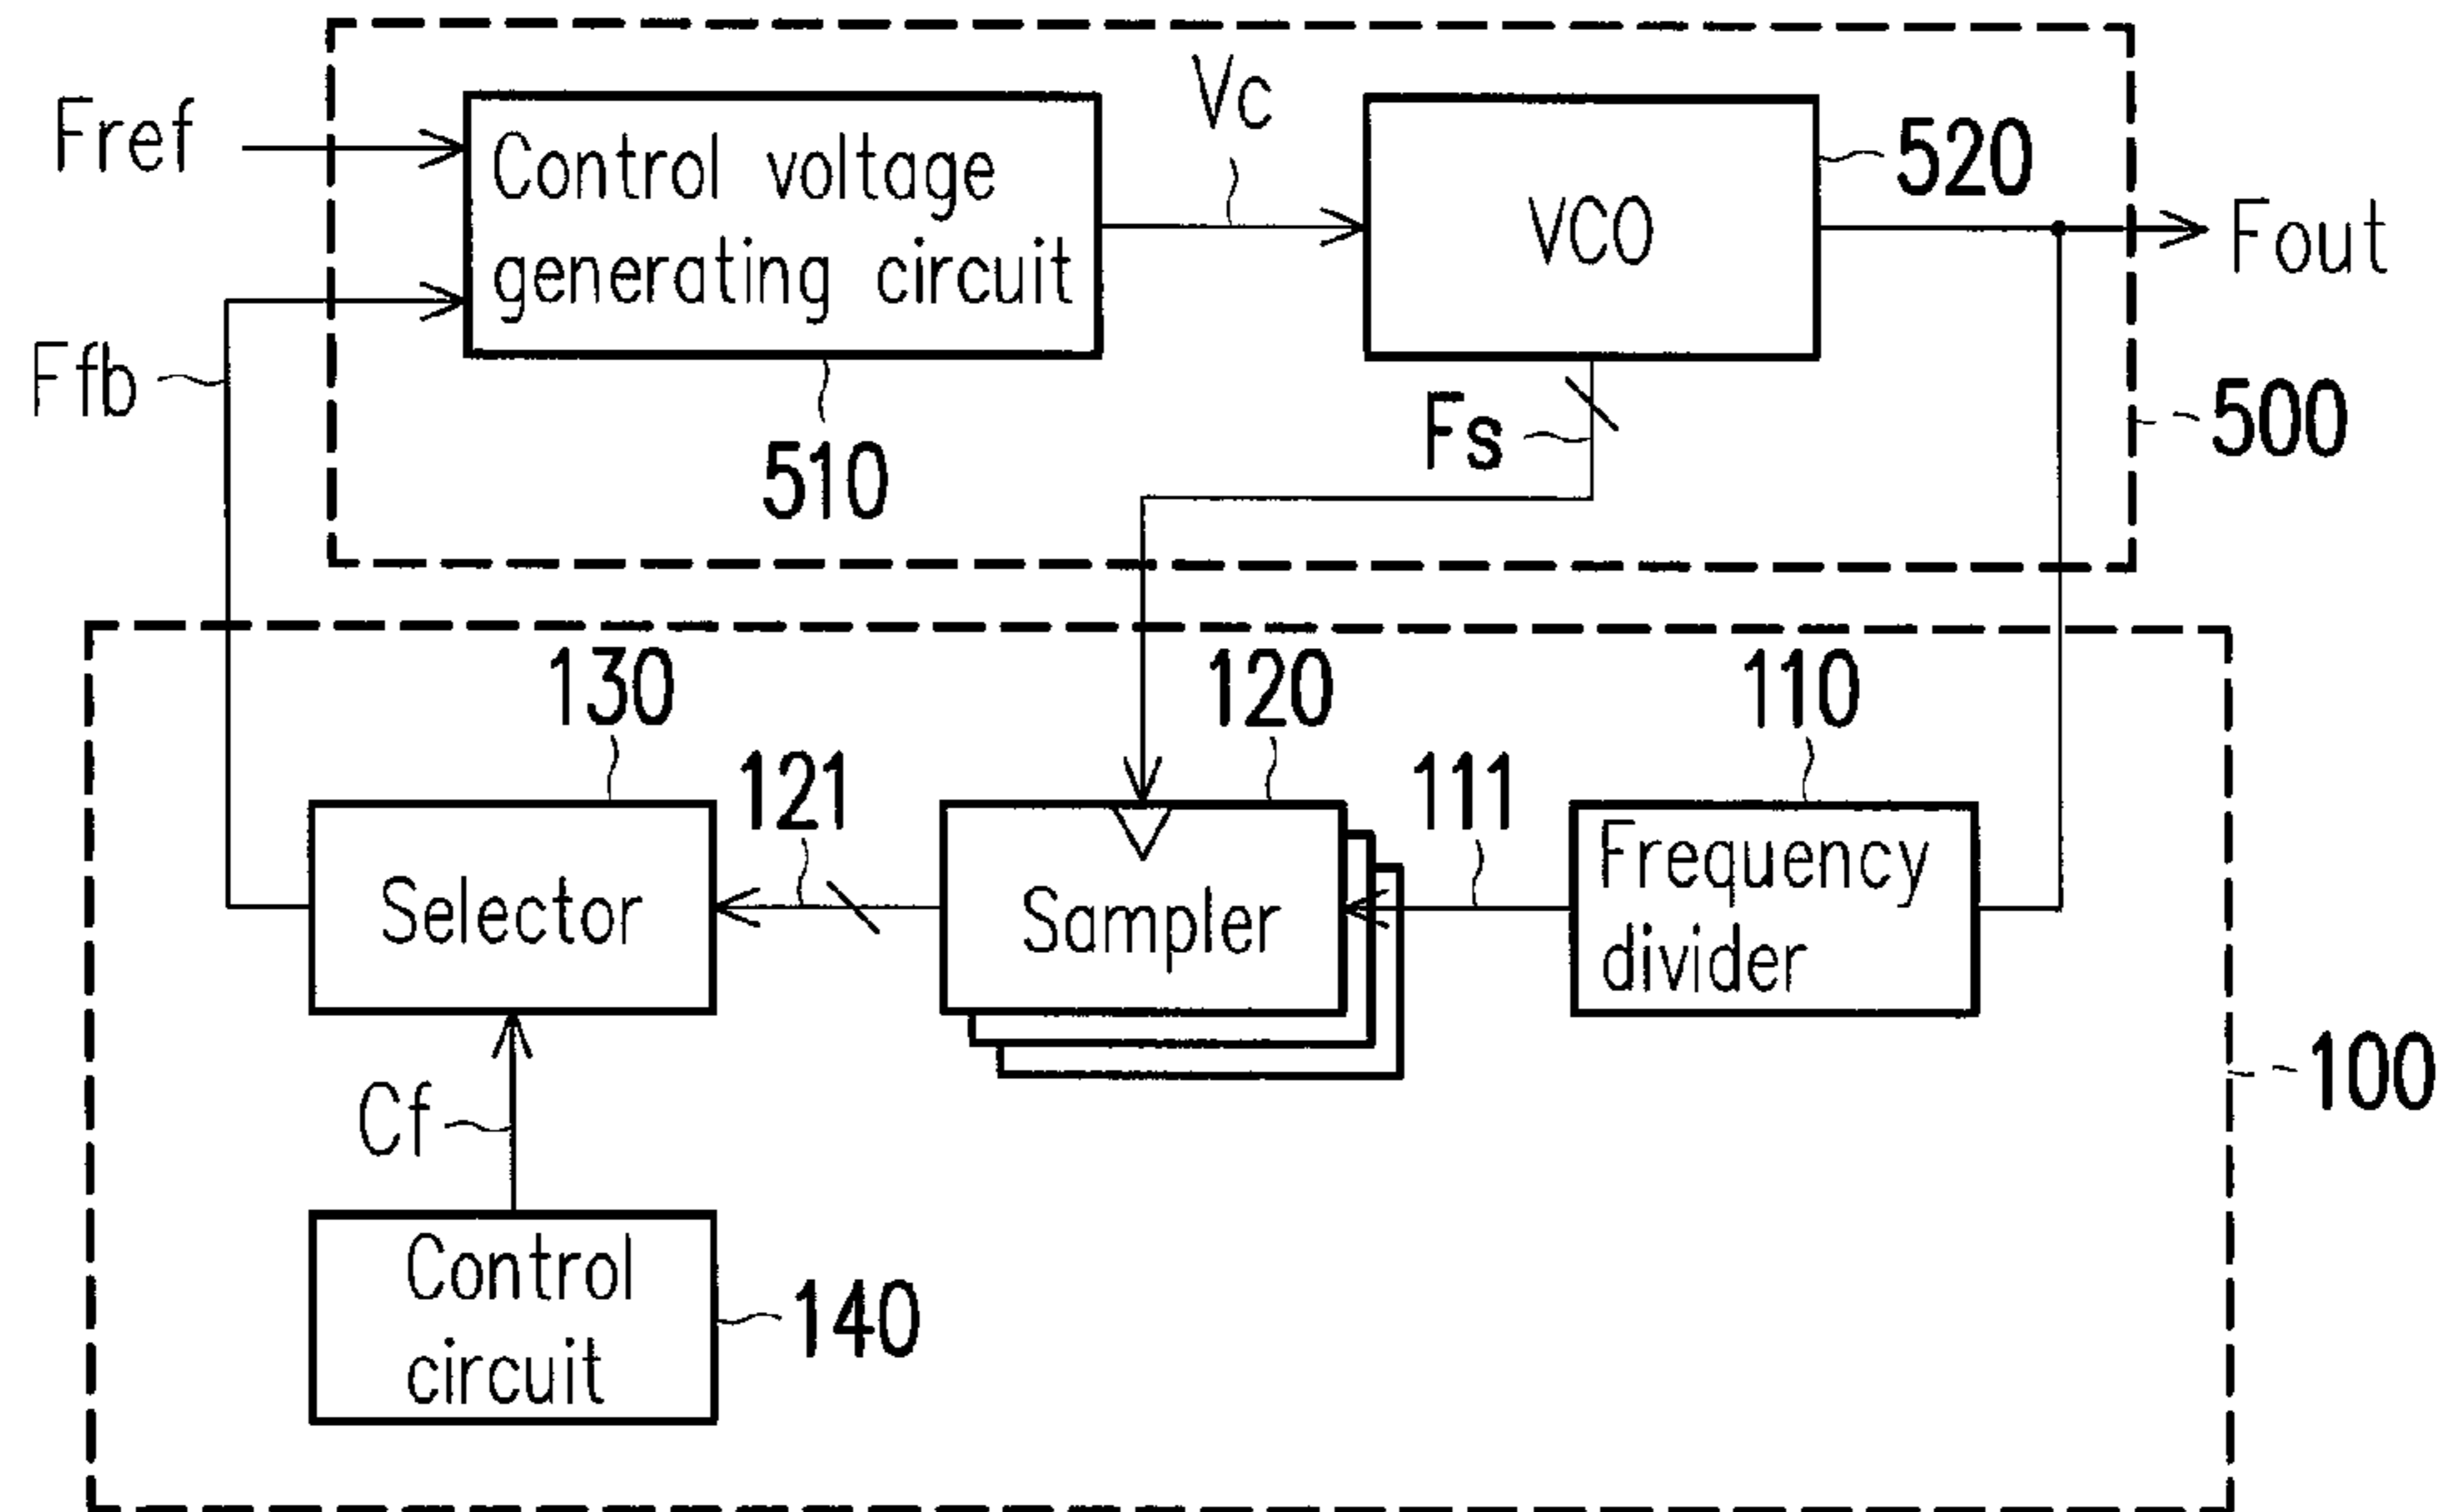 Fref
Control voltage
generating circuit
Vc
VCO
520
Fout
Ffb
510
Fs
500
130
121
120
111
110
Selector
Sampler
Frequency
divider
Cf
100
Control
circuit
140